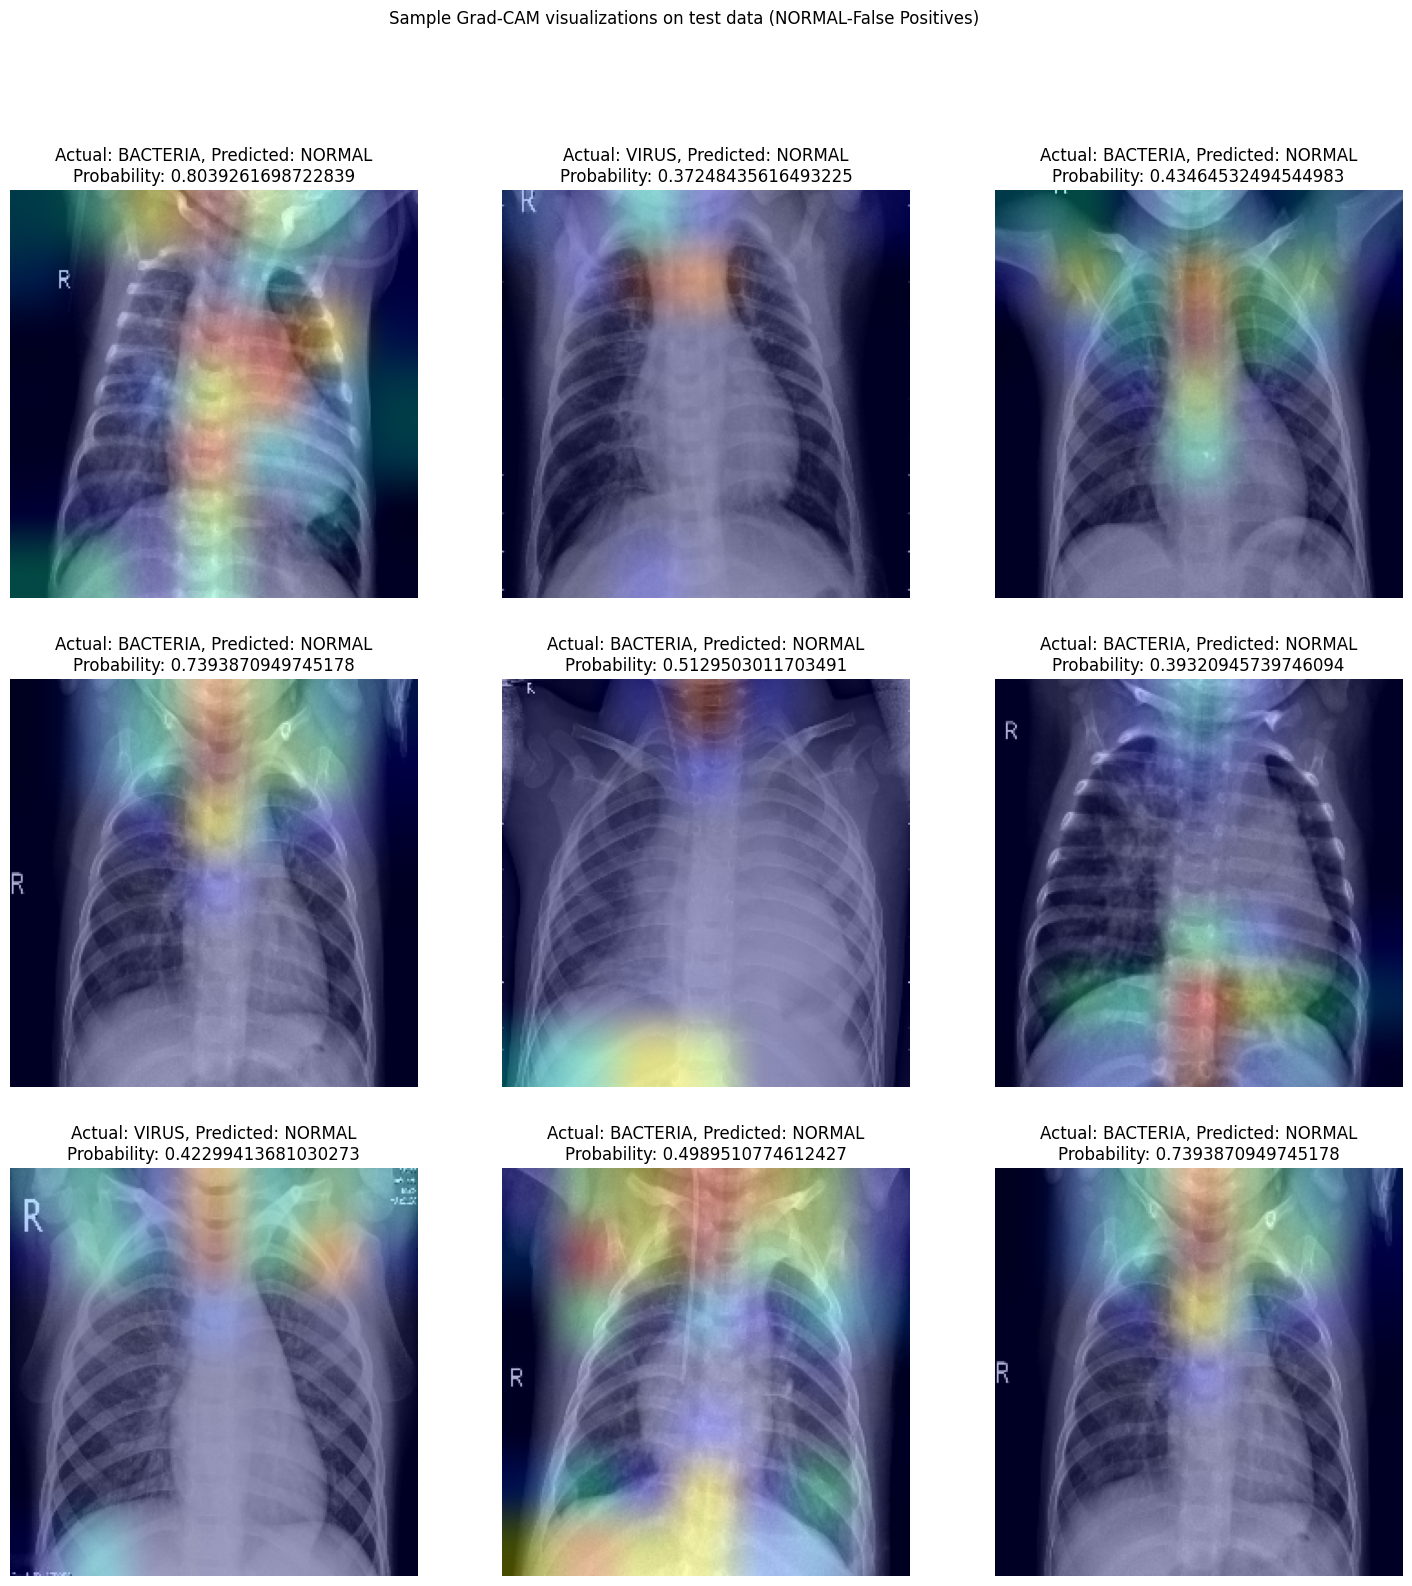 Sample Grad-CAM visualizations on test data (NORMAL-False Positives)
Actual: BACTERIA, Predicted: NORMAL
Probability: 0.8039261698722839
Actual: VIRUS, Predicted: NORMAL
Probability: 0.37248435616493225
Actual: BACTERIA, Predicted: NORMAL
Probability: 0.43464532494544983
R
R
Actual: BACTERIA, Predicted: NORMAL
Probability: 0.7393870949745178
Actual: BACTERIA, Predicted: NORMAL
Probability: 0.5129503011703491
Actual: BACTERIA, Predicted: NORMAL
Probability: 0.39320945739746094
R
R
R
Actual: VIRUS, Predicted: NORMAL
Probability: 0.42299413681030273
Actual: BACTERIA, Predicted: NORMAL
Probability: 0.4989510774612427
Actual: BACTERIA, Predicted: NORMAL
Probability: 0.7393870949745178
R
R
R